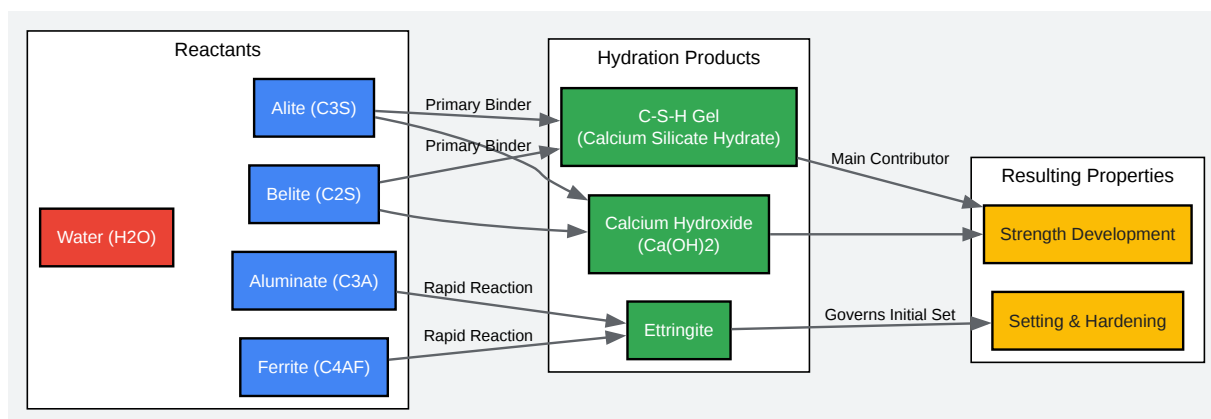 Reactants
Water (H2O)
Alite (C3S)
Belite (C2S)
Aluminate (C3A)
Ferrite (C4AF)
Primary Binder
Primary Binder
Rapid Reaction
Rapid Reaction
Hydration Products
C-S-H Gel
(Calcium Silicate Hydrate)
Calcium Hydroxide
(Ca(OH)2)
Ettringite
Main Contributor
Governs Initial Set
Resulting Properties
Strength Development
Setting & Hardening